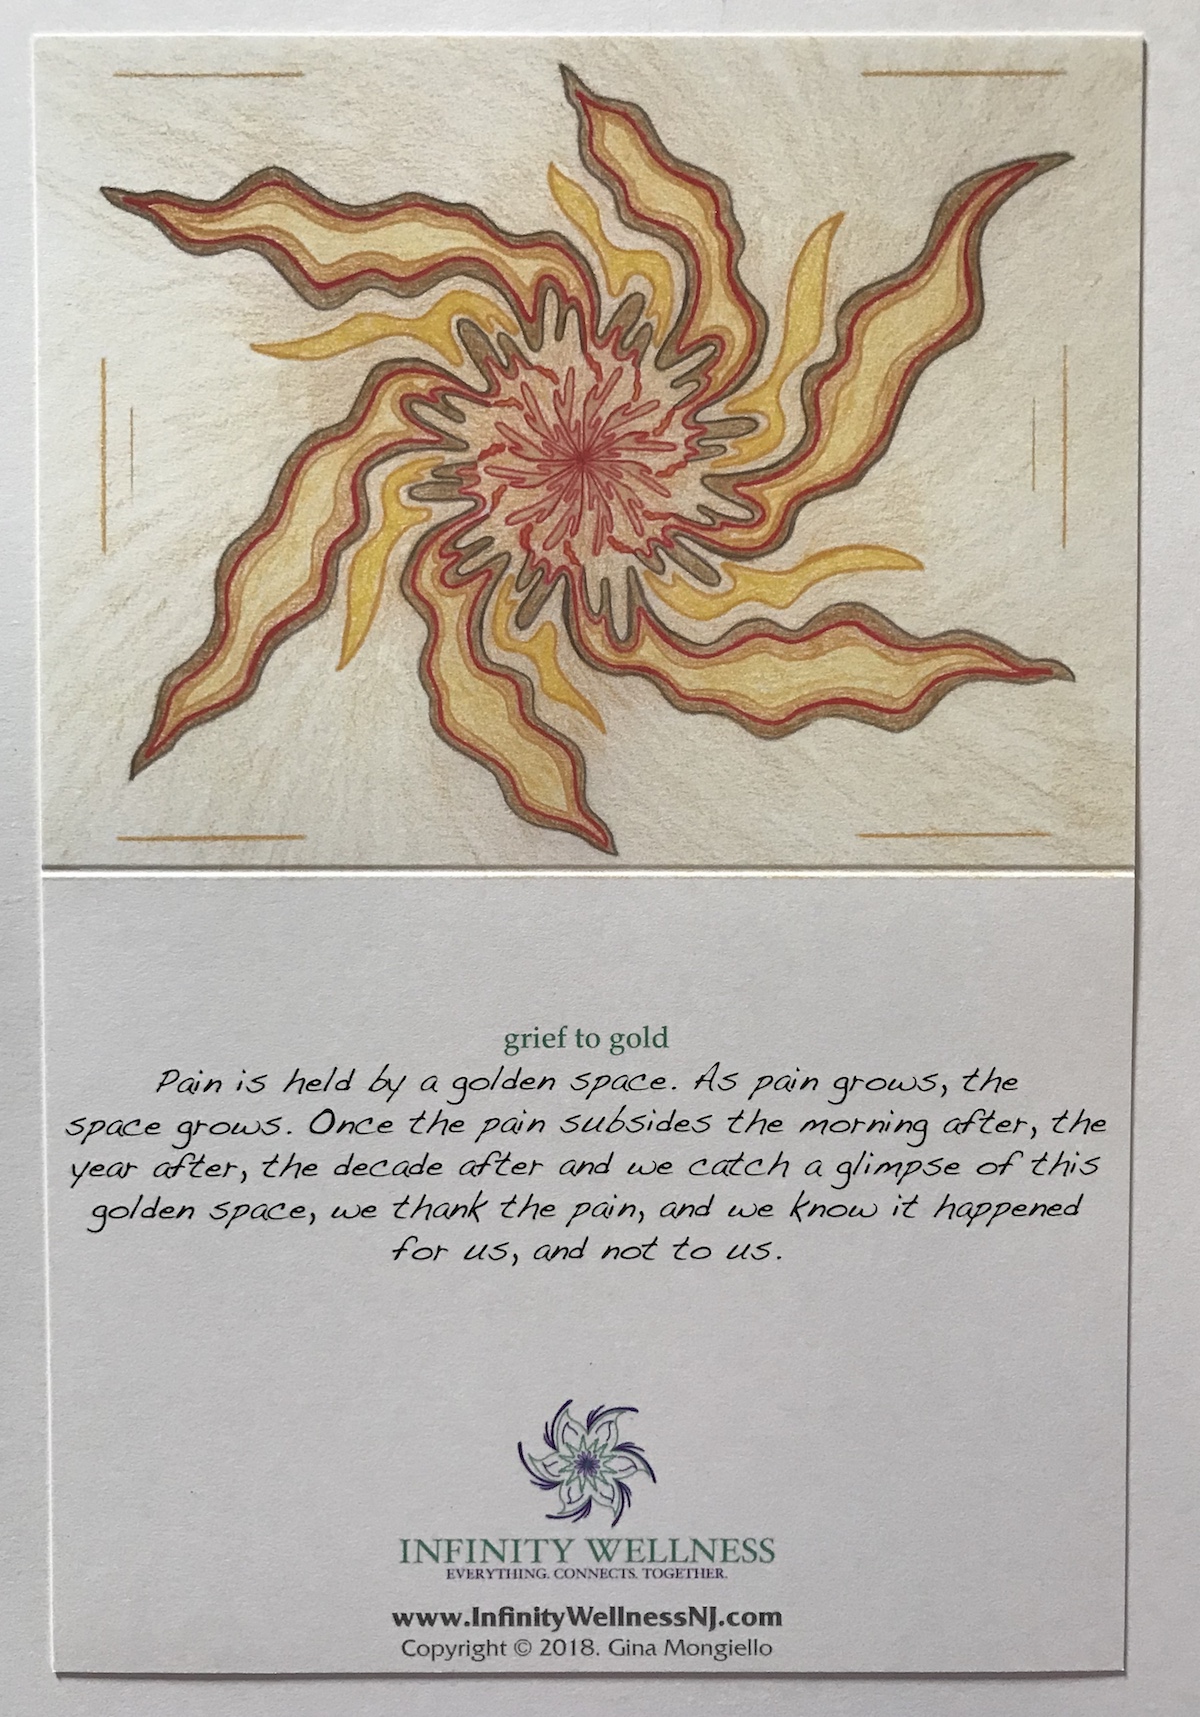 grief to gold
Pain is held by a golden space. As pain grows, the
space grows. Once the pain subsides the morning after, the
year after, the decade after and we catch a glimpse of this
golden space, we thank the pain, and we know it happened
for us, and not to us.
INFINITY WELLNESS
EVERYTHING. CONNECTS. TOGETHER.
www.InfinityWellnessNJ.com
Copyright © 2018. Gina Mongiello